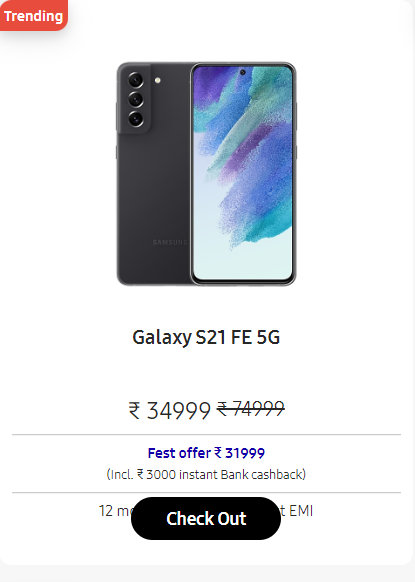 Trending
SAMSUNG
Galaxy S21 FE 5G
₹ 34999 ₹ 74999
Fest offer ₹ 31999
(Incl. ₹ 3000 instant Bank cashback)
12 EMI
Check Out